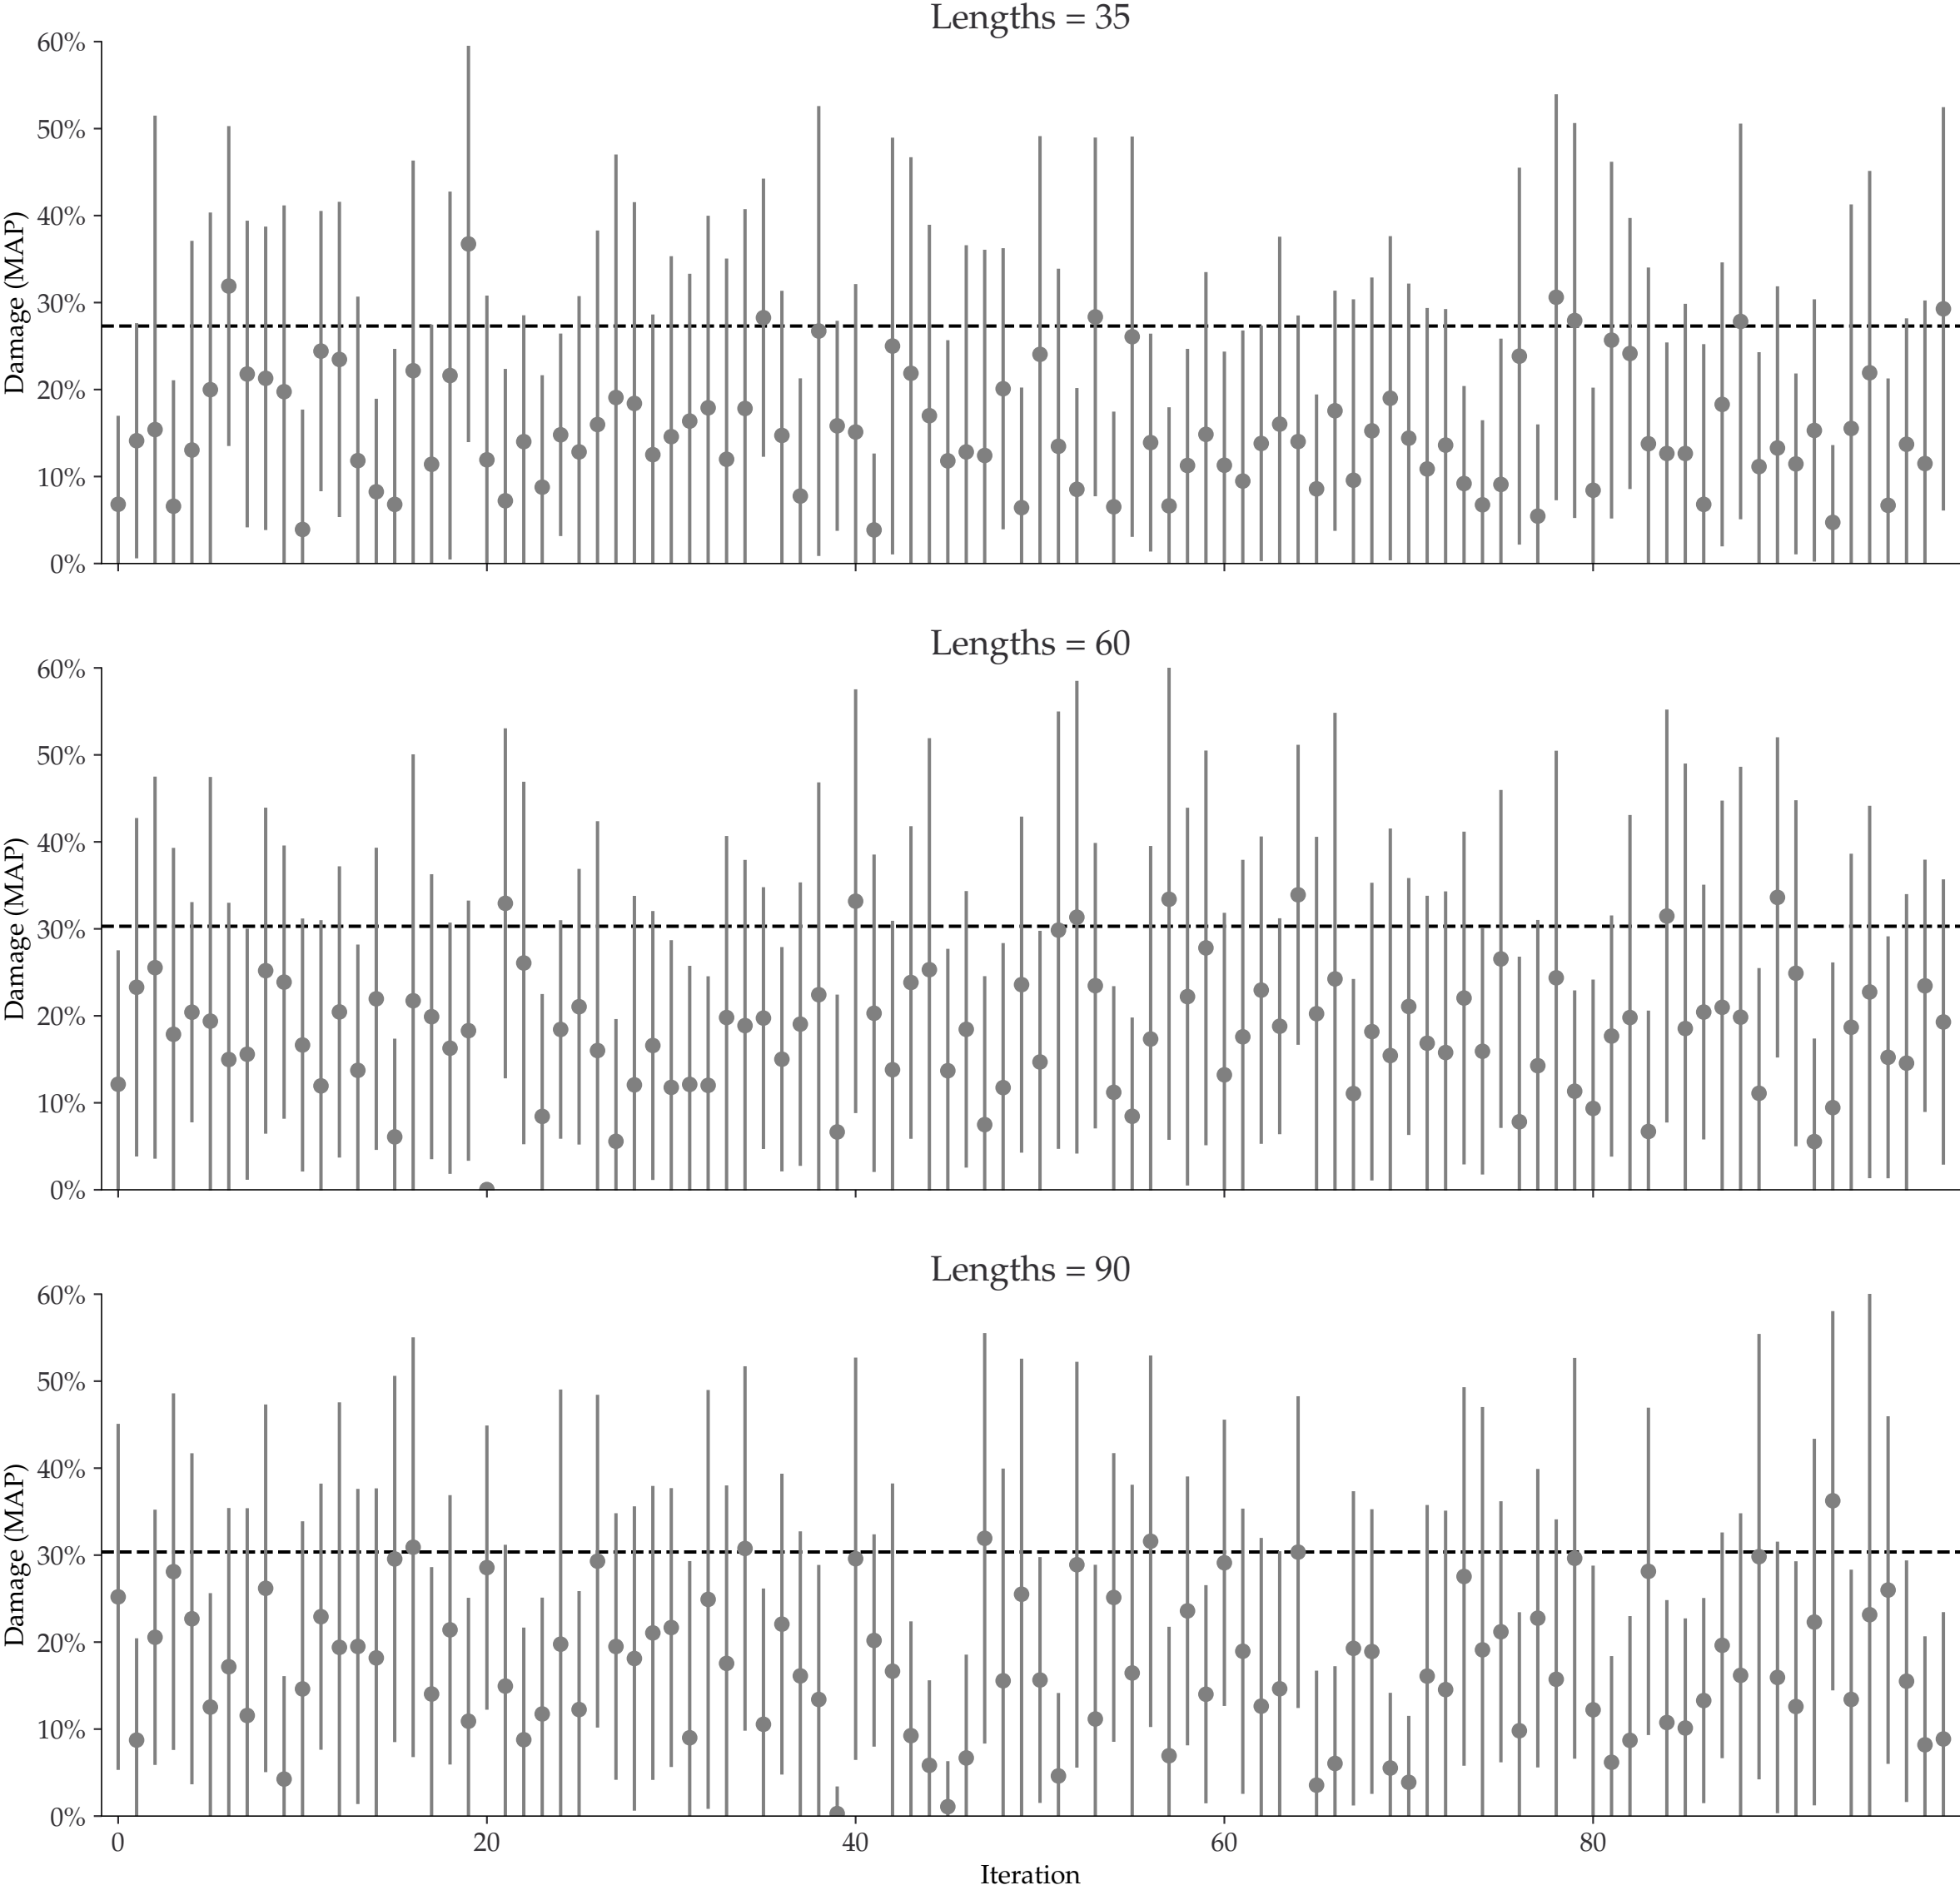 Lengths = 35
60%
50%
40%
30%
20%
10%
0%
Damage (MAP)
Lengths = 60
60%
50%
40%
30%
20%
10%
0%
Damage (MAP)
Lengths = 90
60%
50%
40%
30%
20%
10%
0%
Damage (MAP)
0 20 40 60 80
Iteration